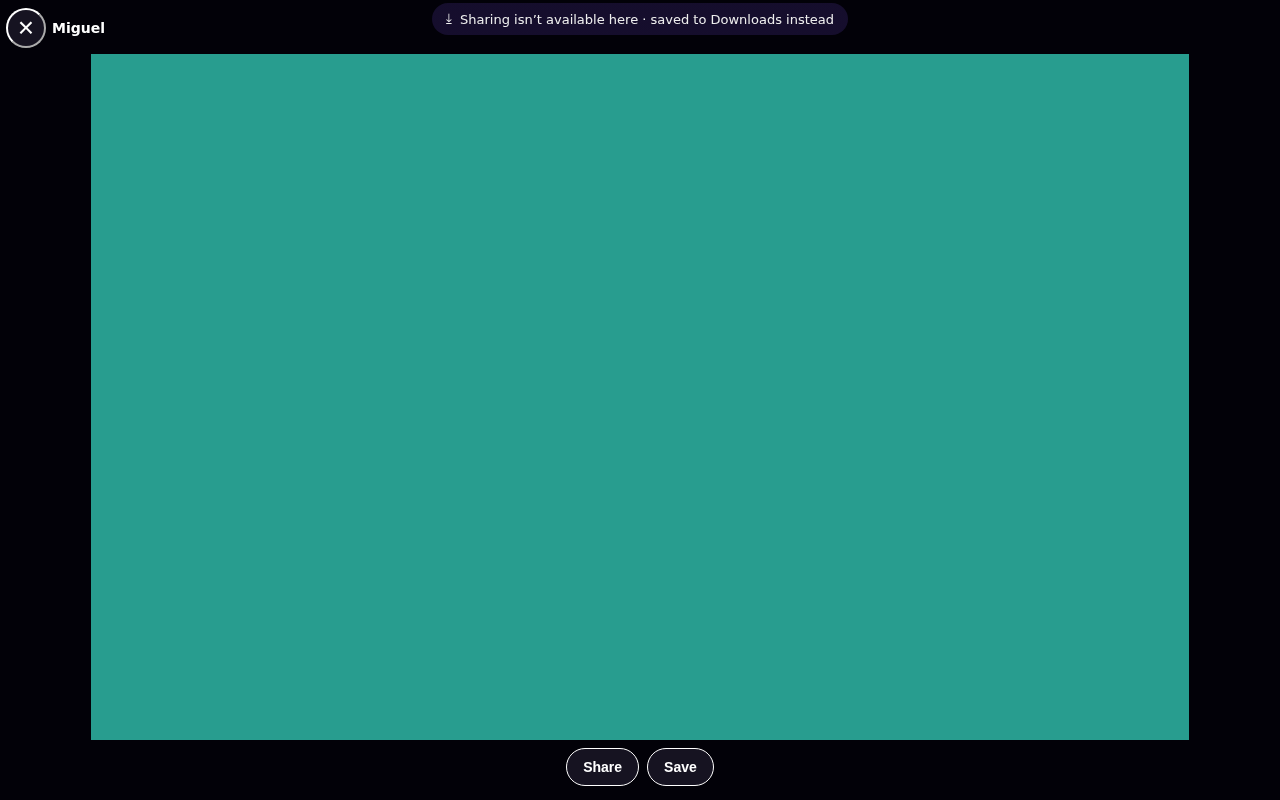 Miguel
⤓ Sharing isn’t available here · saved to Downloads instead
Share
Save